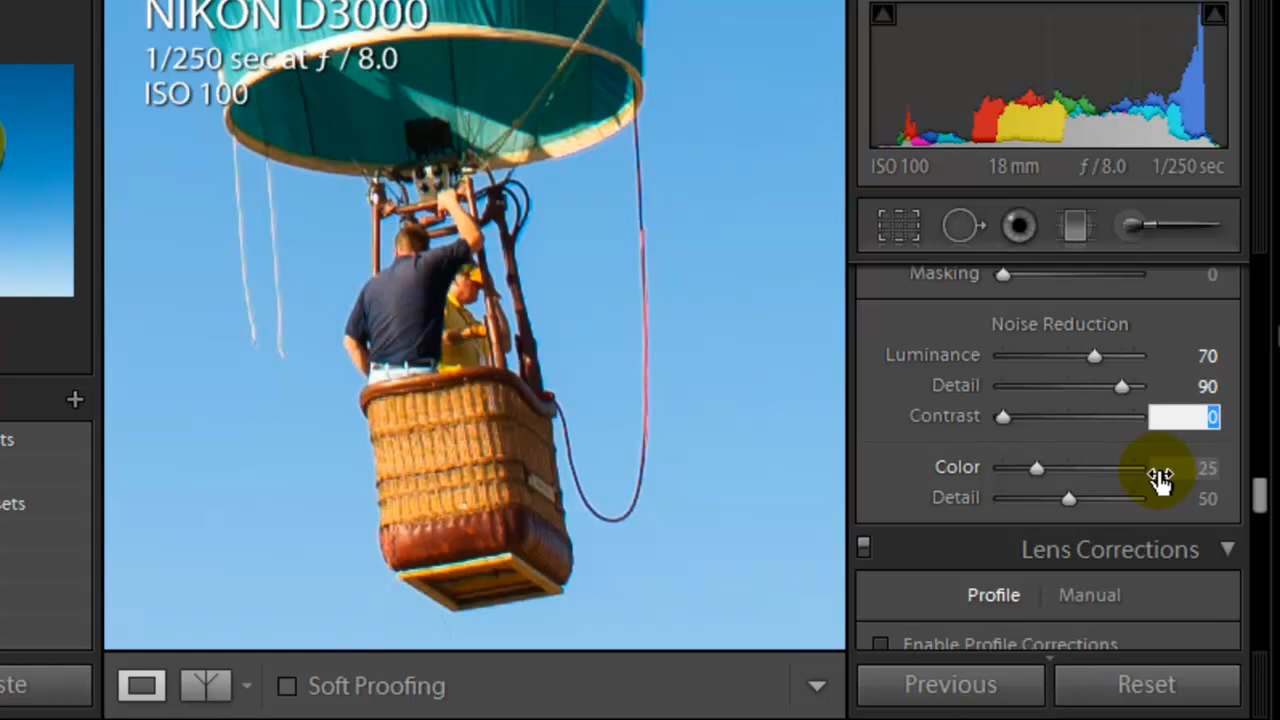 NIKON D3000
1/250 sec at ƒ / 8.0
ISO 100
ISO 100 18 mm ƒ / 8.0 1/250 sec
Masking 0
Noise Reduction
Luminance 70
Detail 90
Contrast 0
Color 25
Detail 50
Lens Corrections
Profile Manual
Enable Profile Corrections
Previous Reset
Soft Proofing
ts
sets
ste